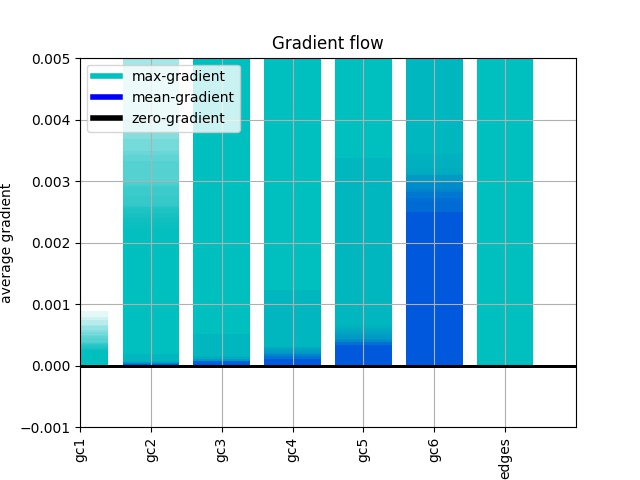 Gradient flow
max-gradient
mean-gradient
zero-gradient
average gradient
0.005
0.004
0.003
0.002
0.001
0.000
−0.001
gc1
gc2
gc3
gc4
gc5
gc6
edges